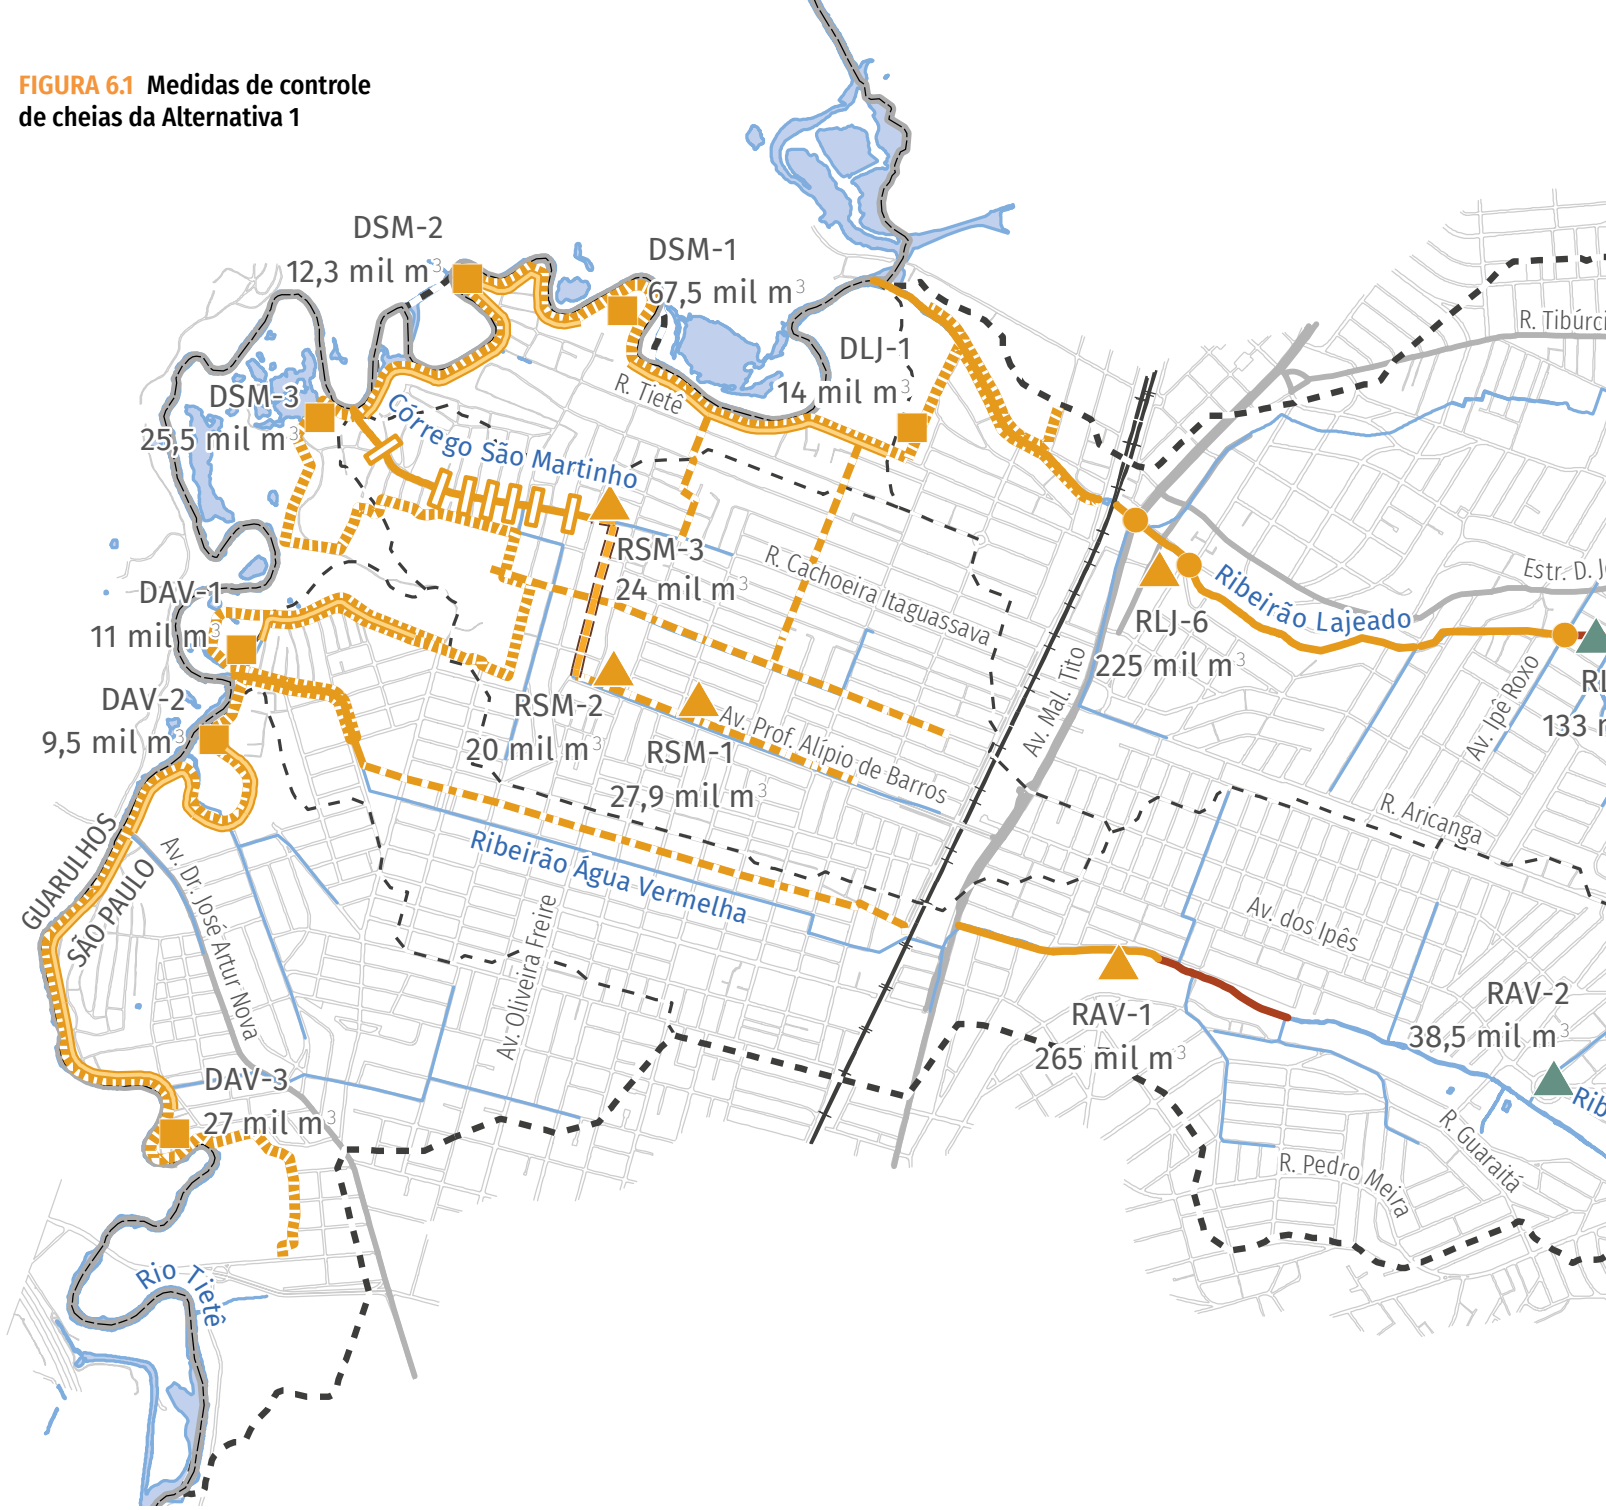 FIGURA 6.1 Medidas de controle
de cheias da Alternativa 1
DSM-2
12,3 mil m³
DSM-1
67,5 mil m³
R. Tibúrci
DLJ-1
14 mil m³
DSM-3
25,5 mil m³
R. Tietê
Córrego São Martinho
RSM-3
24 mil m³
R. Cachoeira Itaguassava
Estr. D. J
DAV-1
11 mil m³
Ribeirão Lajeado
RLJ-6
225 mil m³
Av. Mal. Tito
Av. Ipê Roxo
RL
133 m
DAV-2
9,5 mil m³
RSM-2
20 mil m³
RSM-1
27,9 mil m³
Av. Prof. Alípio de Barros
R. Aricanga
GUARULHOS
SÃO PAULO
Av. Dr. José Artur Nova
Ribeirão Água Vermelha
Av. Oliveira Freire
Av. dos Ipês
RAV-1
265 mil m³
RAV-2
38,5 mil m³
Rib
DAV-3
27 mil m³
R. Guaraitá
R. Pedro Meira
Rio Tietê